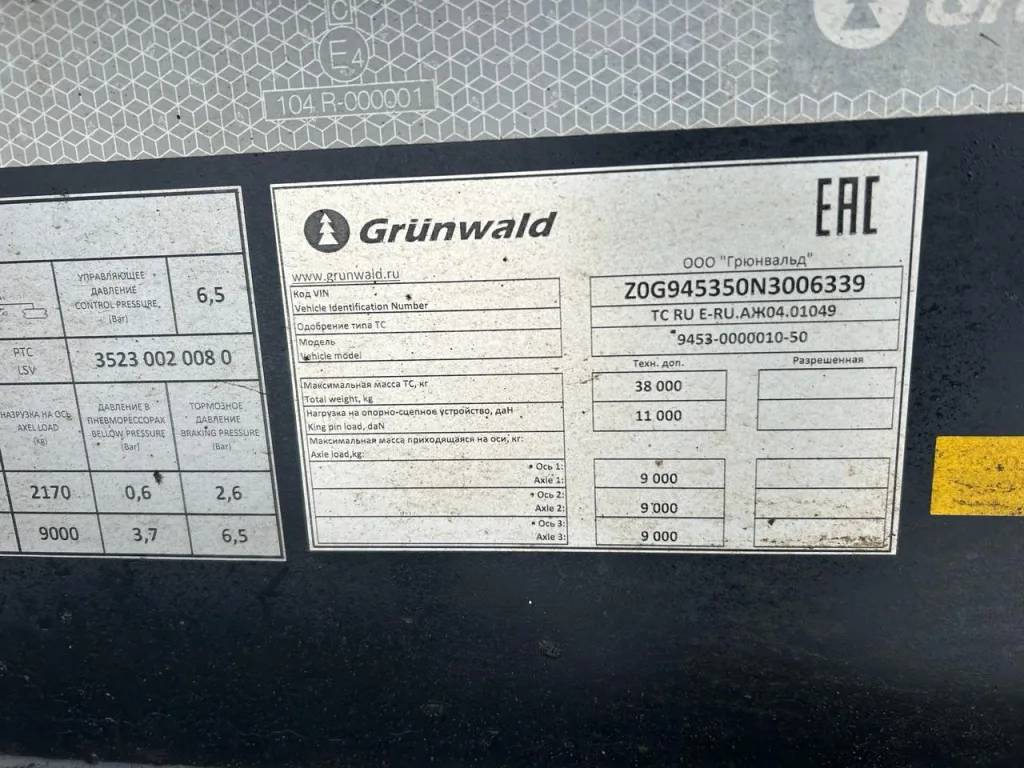 E4
104 R-000001
УПРАВЛЯЮЩЕЕ
ДАВЛЕНИЕ
CONTROL PRESSURE,
(Bar)
6,5
РТС
LSV
3523 002 008 0
НАГРУЗКА НА ОСЬ
AXEL LOAD
(kg)
ДАВЛЕНИЕ В
ПНЕВМОРЕССОРАХ
BELLOW PRESSURE
(Bar)
ТОРМОЗНОЕ
ДАВЛЕНИЕ
BRAKING PRESSURE
(Bar)
2170 0,6 2,6
9000 3,7 6,5
Grünwald
EAC
www.grunwald.ru
ООО "Грюнвальд"
Код VIN
Vehicle Identification Number
Z0G945350N3006339
Одобрение типа ТС
ТС RU E-RU.АЖ04.01049
Модель
Vehicle model
9453-0000010-50
Техн. доп. Разрешенная
Максимальная масса ТС, кг
Total weight, kg
38 000
Нагрузка на опорно-сцепное устройство, даН
King pin load, daN
11 000
Максимальная масса приходящаяся на оси, кг:
Axle load,kg:
• Ось 1:
Axle 1:
9 000
• Ось 2:
Axle 2:
9 000
• Ось 3:
Axle 3:
9 000